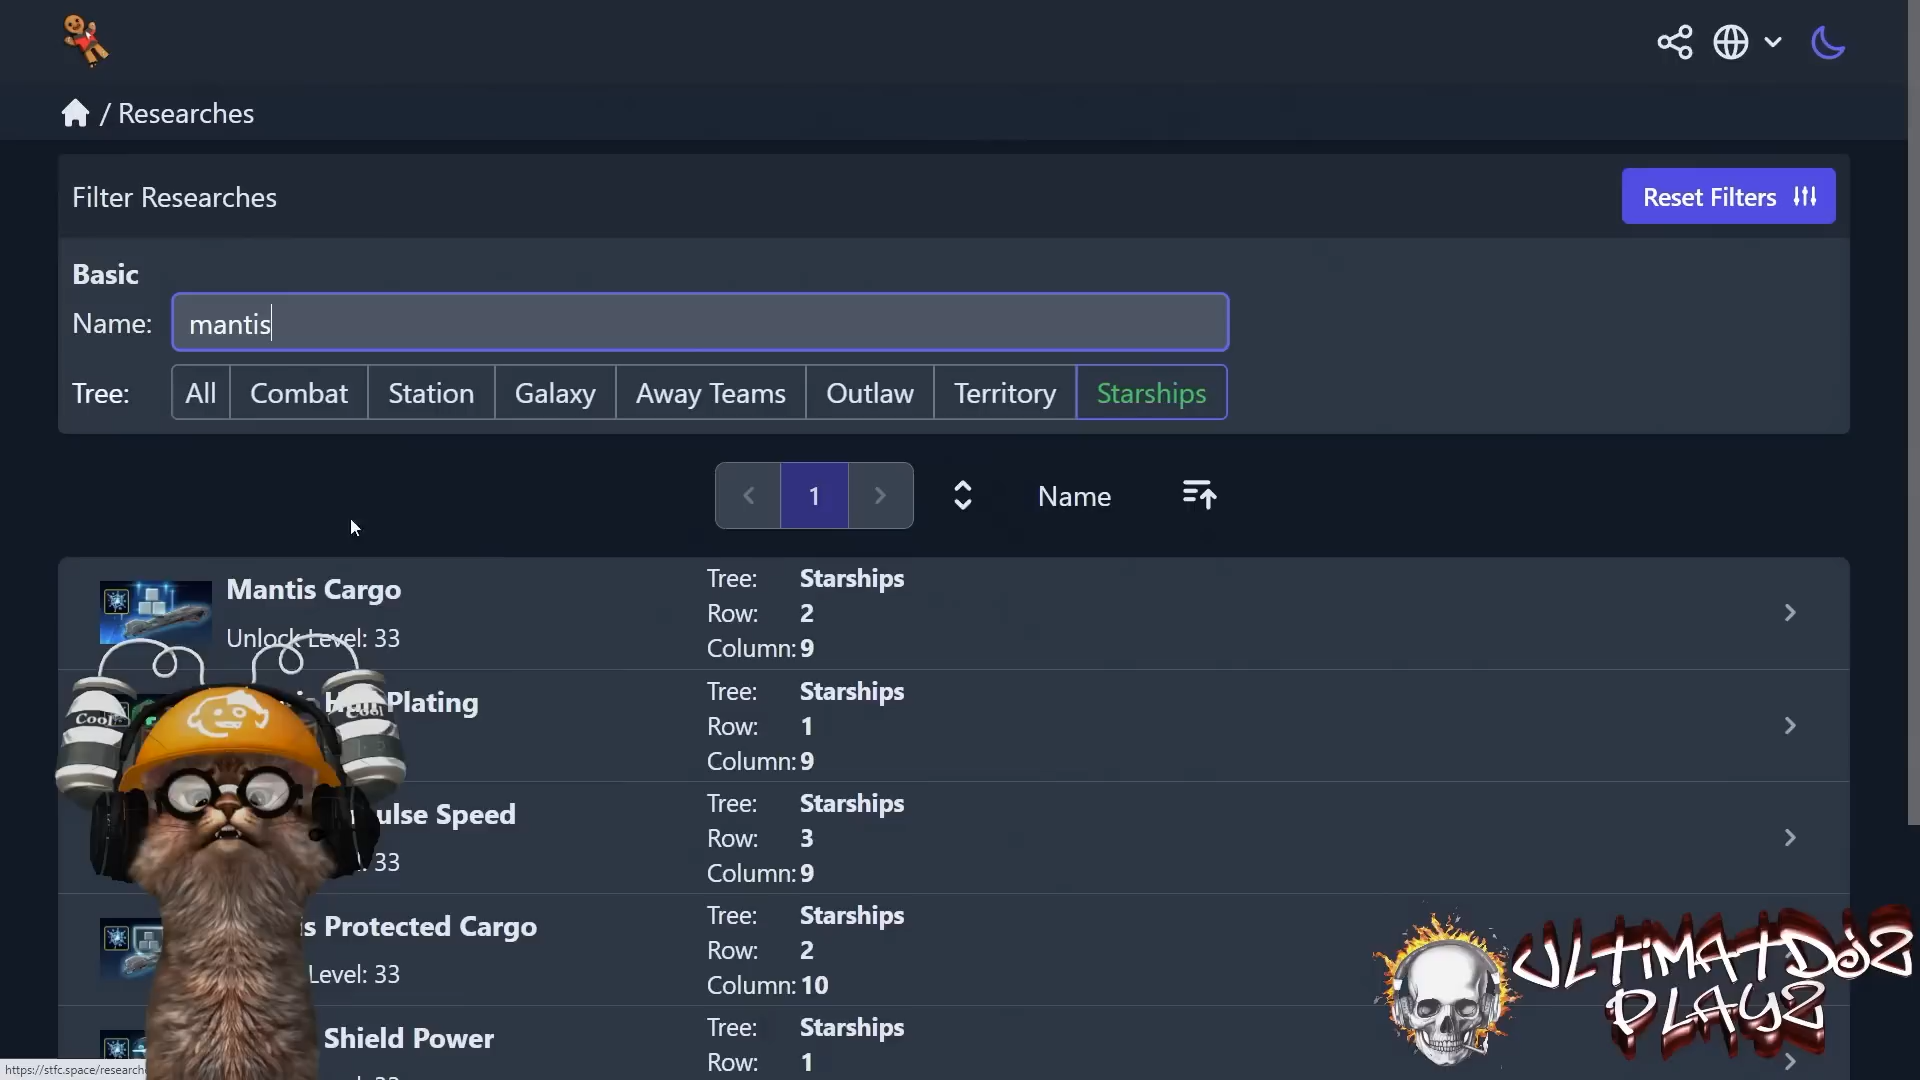 / Researches
Filter Researches
Reset Filters
Basic
Name: mantis
Tree: All Combat Station Galaxy Away Teams Outlaw Territory Starships
1
Name
Mantis Cargo
Unlock Level: 33
Tree: Starships
Row: 2
Column: 9
Plating
Tree: Starships
Row: 1
Column: 9
Speed
33
Tree: Starships
Row: 3
Column: 9
Protected Cargo
Level: 33
Tree: Starships
Row: 2
Column: 10
Shield Power
Tree: Starships
Row: 1
Cool
Cool
ULTiMATDJZ
PLAYZ
https://stfc.space/research